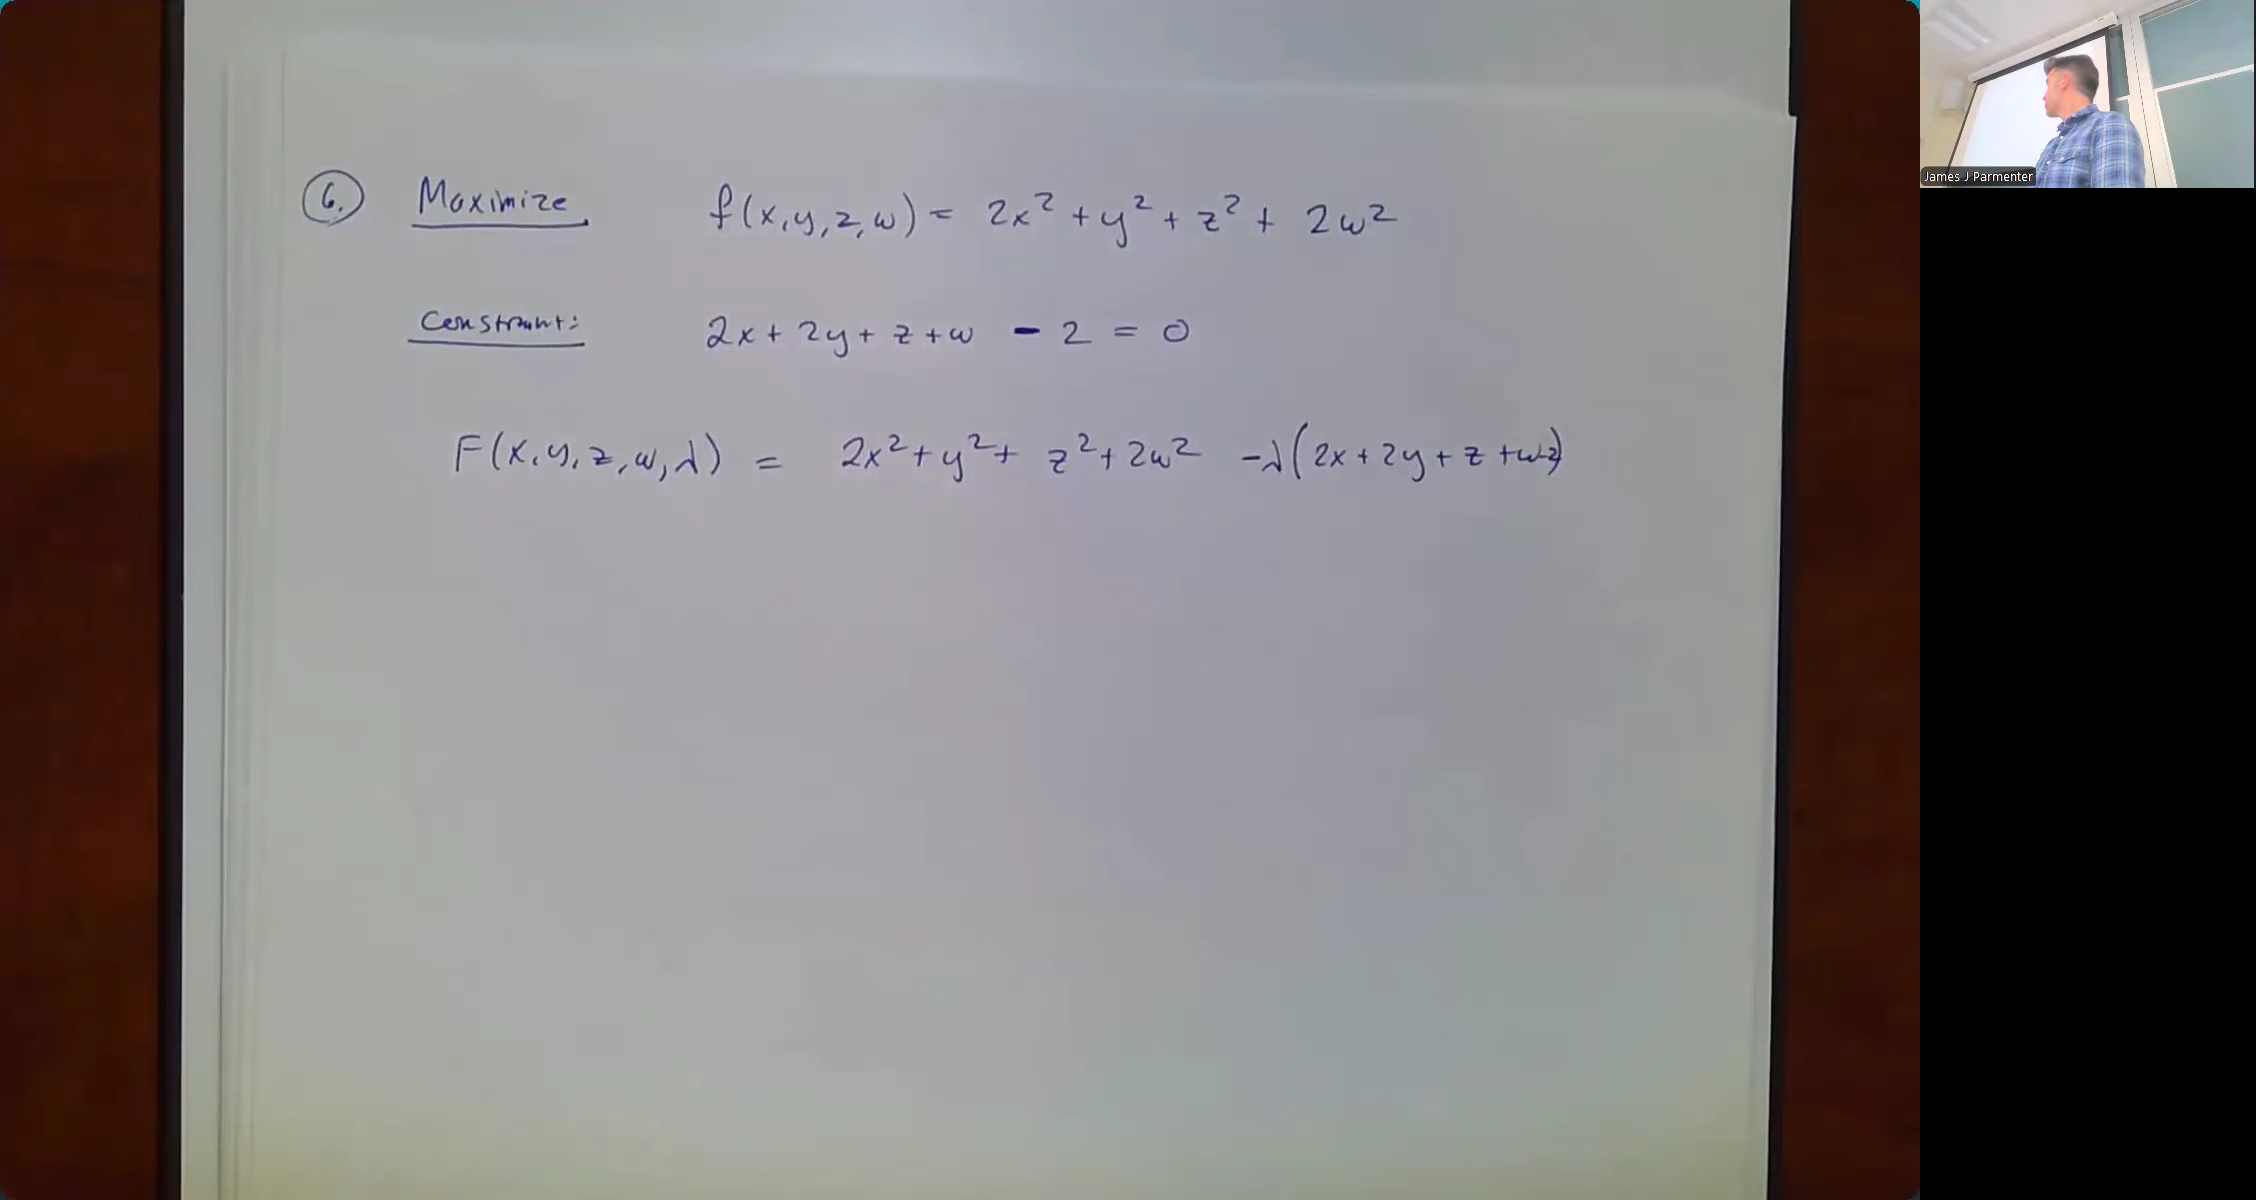 6. Maximize f(x,y,z,w) = 2x² + y² + z² + 2w²
Constraint: 2x + 2y + z + w - 2 = 0
F(x,y,z,w,λ) = 2x² + y² + z² + 2w² -λ(2x + 2y + z + w-2)
James J Parmenter